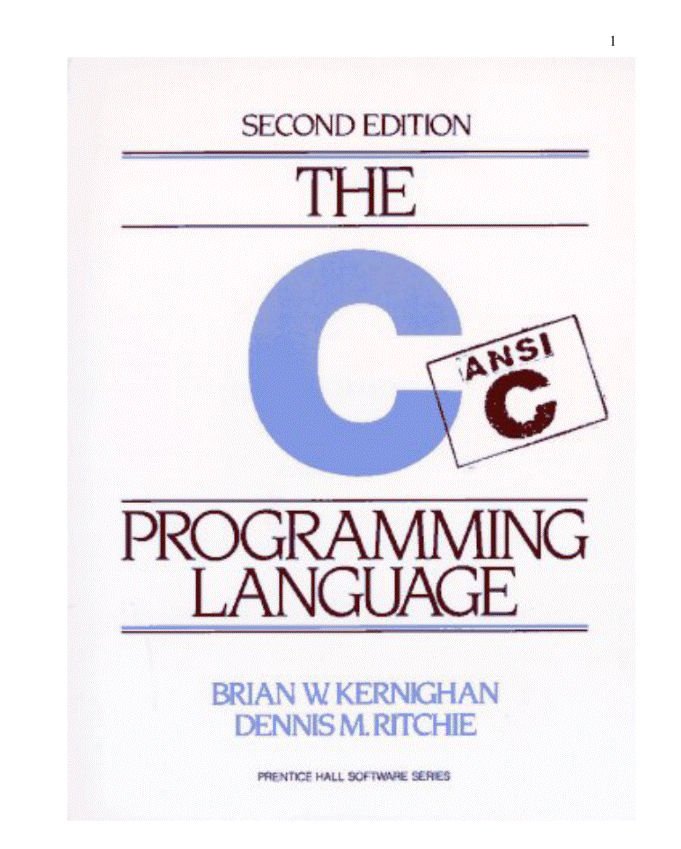 1
SECOND EDITION
THE
C
ANSI
C
PROGRAMMING
LANGUAGE
BRIAN W. KERNIGHAN
DENNIS M. RITCHIE
PRENTICE HALL SOFTWARE SERIES